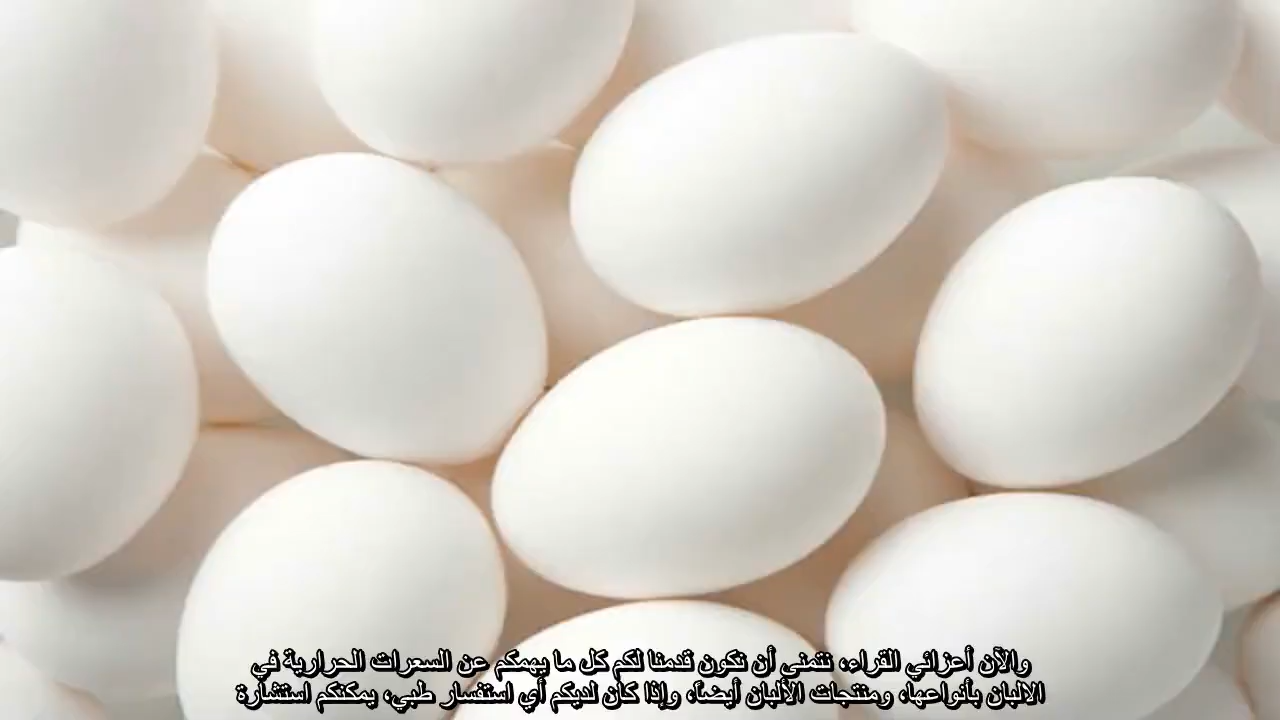 والآن أعزائي القراء، نتمنى أن نكون قدمنا لكم كل ما يهمكم عن السعرات الحرارية في
الالبان بأنواعها، ومنتجات الألبان أيضاً، وإذا كان لديكم أي استفسار طبي، يمكنكم استشارة